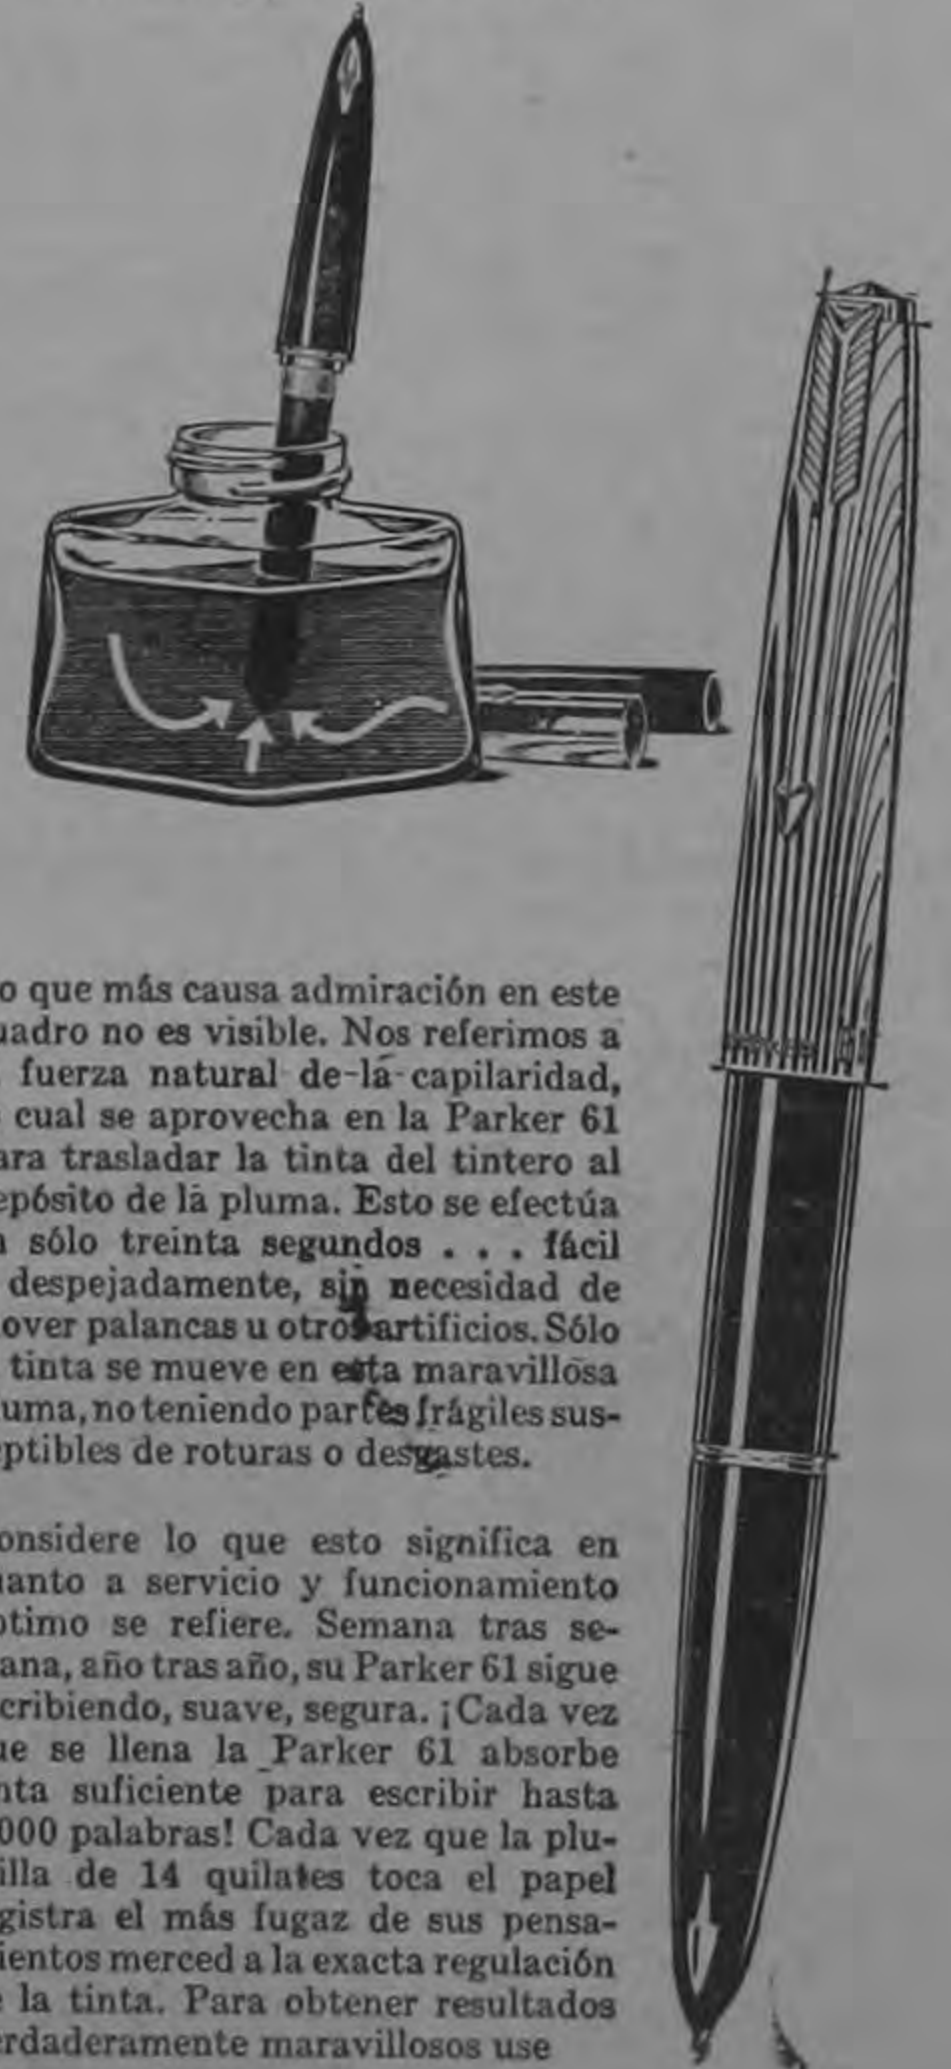 o que más causa admiración en este
uadro no es visible. Nos referimos a
fuerza natural de la capilaridad,
cual se aprovecha en la Parker 61
ara trasladar la tinta del tintero al
epósito de la pluma. Esto se efectúa
n sólo treinta segundos . . . fácil
despejadamente, sin necesidad de
over palancas u otros artificios. Sólo
tinta se mueve en esta maravillosa
luma, no teniendo partes frágiles sus-
eptibles de roturas o desgastes.
onsidere lo que esto significa en
uanto a servicio y funcionamiento
ptimo se refiere. Semana tras se-
ana, año tras año, su Parker 61 sigue
cribiendo, suave, segura. ¡Cada vez
ue se llena la Parker 61 absorbe
nta suficiente para escribir hasta
000 palabras! Cada vez que la plu-
illa de 14 quilates toca el papel
gistra el más fugaz de sus pensa-
ientos merced a la exacta regulación
e la tinta. Para obtener resultados
erdaderamente maravillosos use